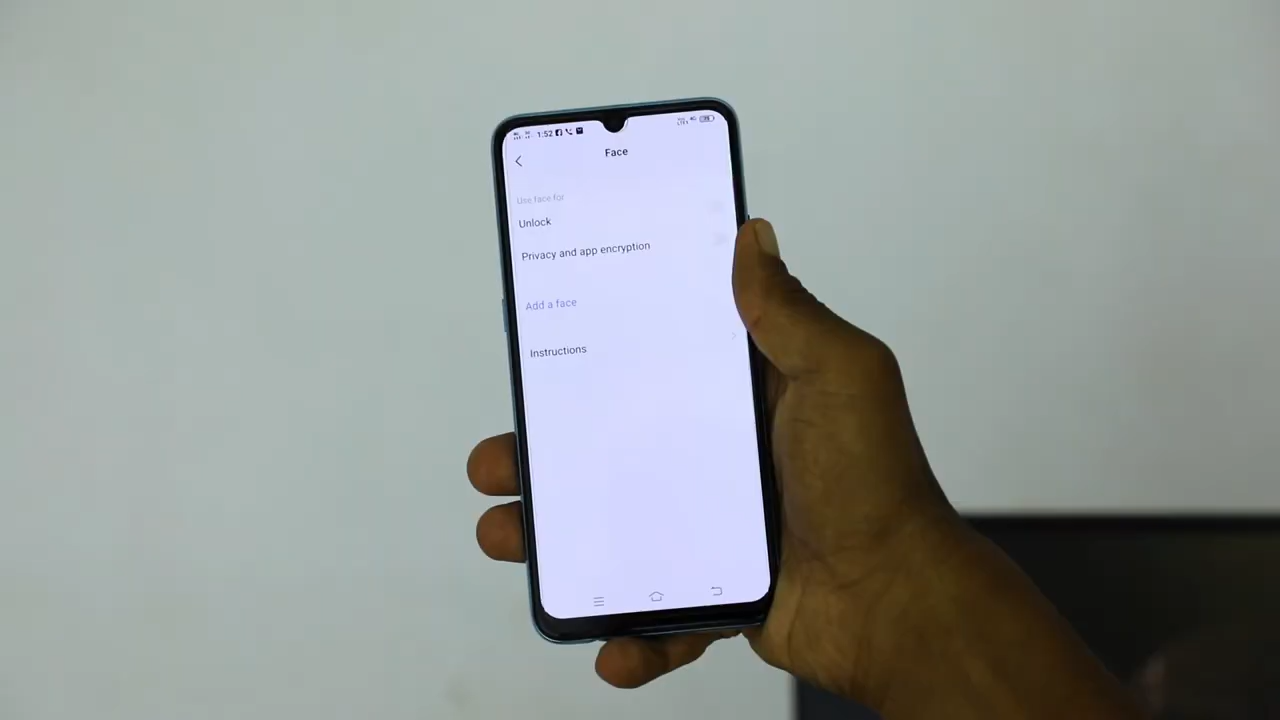 1:52
Face
Use face for
Unlock
Privacy and app encryption
Add a face
Instructions